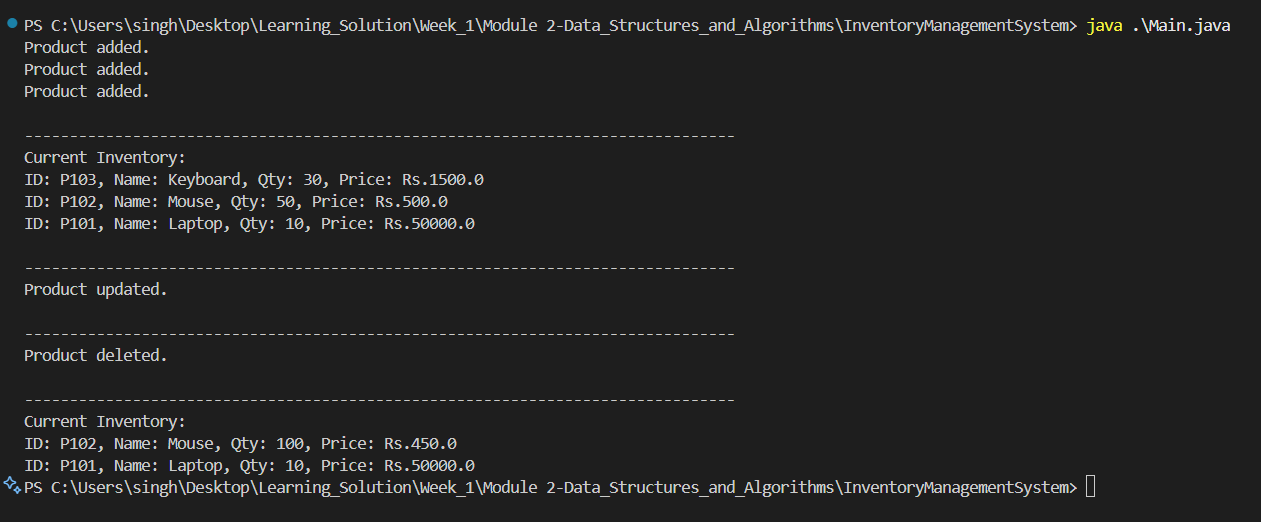 PS C:\Users\singh\Desktop\Learning_Solution\Week_1\Module 2-Data_Structures_and_Algorithms\InventoryManagementSystem> java .\Main.java
Product added.
Product added.
Product added.
-------------------------------------------------------------------------------
Current Inventory:
ID: P103, Name: Keyboard, Qty: 30, Price: Rs.1500.0
ID: P102, Name: Mouse, Qty: 50, Price: Rs.500.0
ID: P101, Name: Laptop, Qty: 10, Price: Rs.50000.0
-------------------------------------------------------------------------------
Product updated.
-------------------------------------------------------------------------------
Product deleted.
-------------------------------------------------------------------------------
Current Inventory:
ID: P102, Name: Mouse, Qty: 100, Price: Rs.450.0
ID: P101, Name: Laptop, Qty: 10, Price: Rs.50000.0
PS C:\Users\singh\Desktop\Learning_Solution\Week_1\Module 2-Data_Structures_and_Algorithms\InventoryManagementSystem>